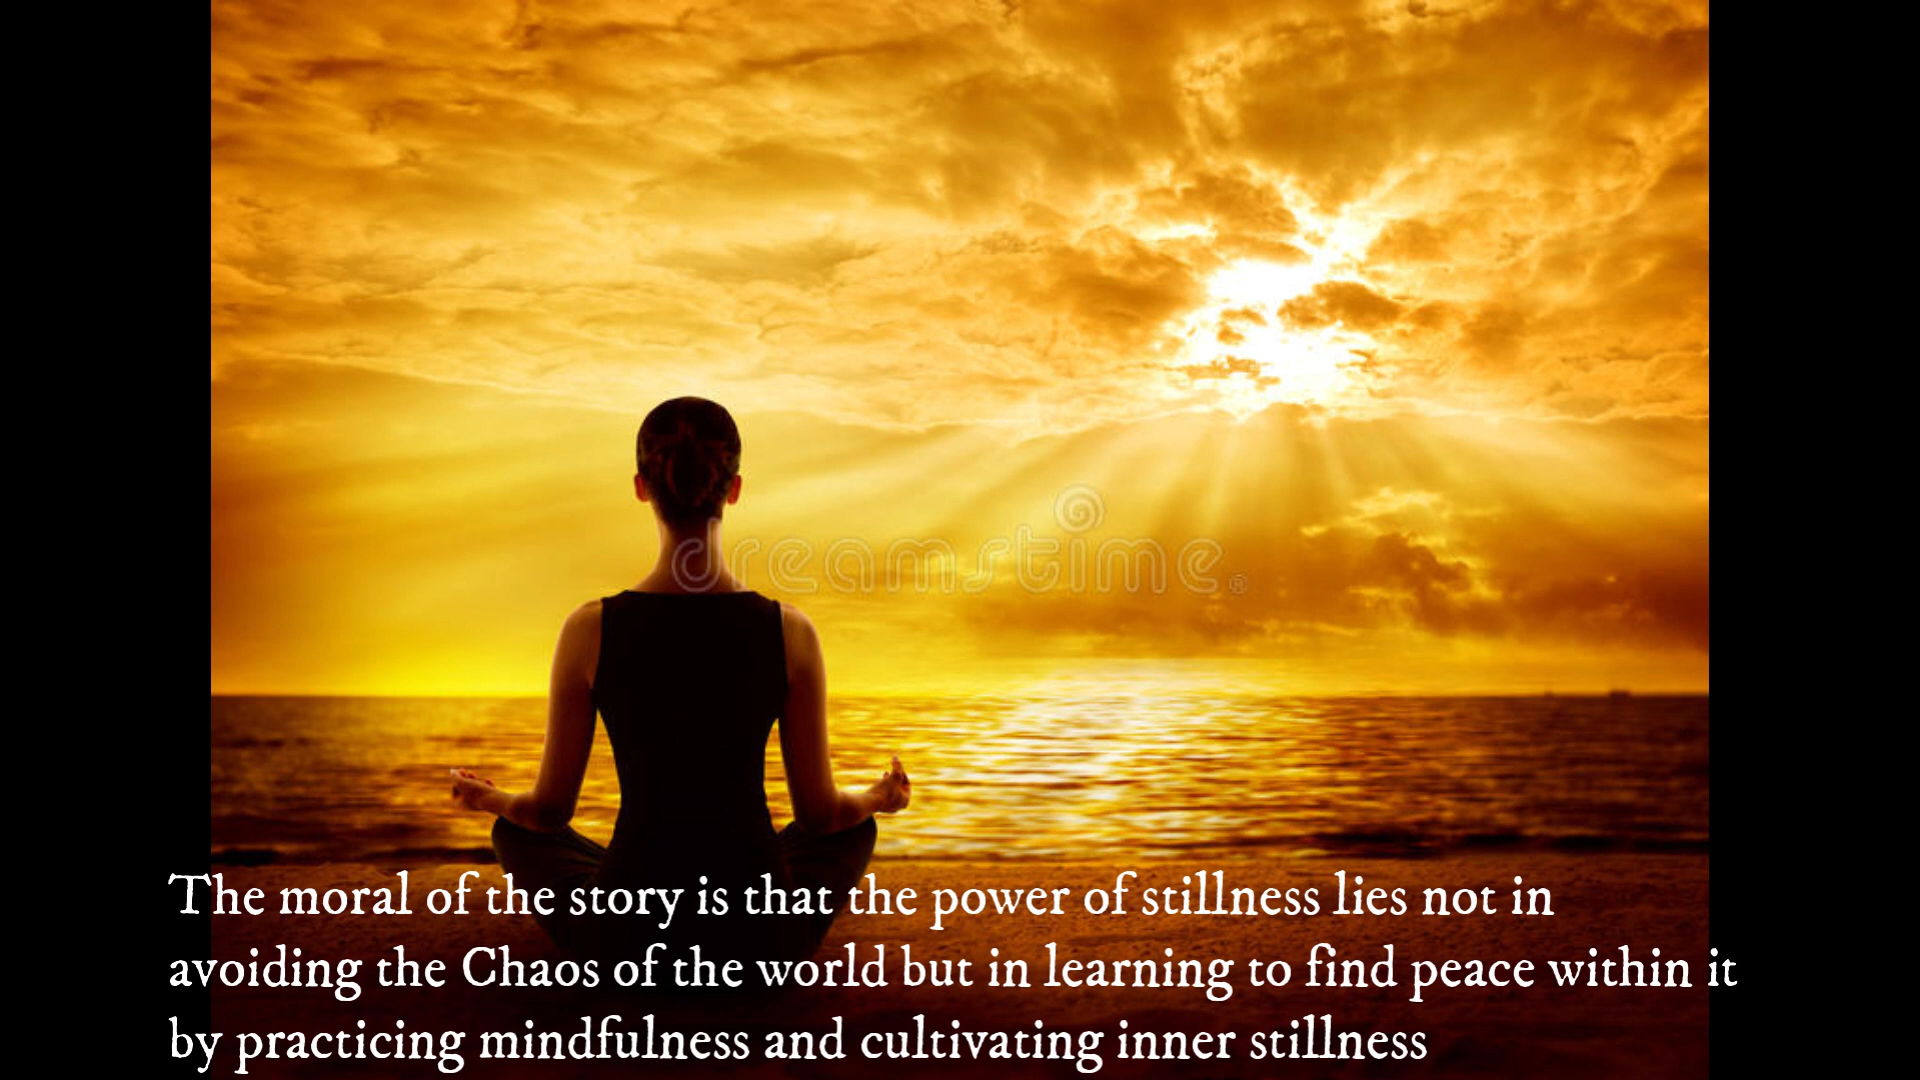 dreamstime.
The moral of the story is that the power of stillness lies not in
avoiding the Chaos of the world but in learning to find peace within it
by practicing mindfulness and cultivating inner stillness